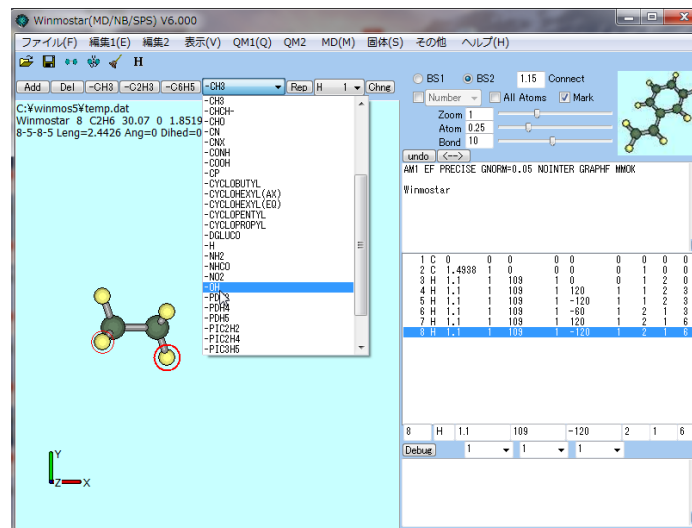 Winmostar(MD/NB/SPS) V6.000
ファイル(F) 編集1(E) 編集2 表示(V) QM1(Q) QM2 MD(M) 固体(S) その他 ヘルプ(H)
H
Add Del -CH3 -C2H3 -C6H5 -CH3 Rep H 1 Chng
BS1 BS2 1.15 Connect
Number All Atoms Mark
Zoom 1
Atom 0.25
Bond 10
undo <-->
C:¥winmos5¥temp.dat
Winmostar 8 C2H6 30.07 0 1.8519
8-5-8-5 Leng=2.4426 Ang=0 Dihed=0
-CH3
-CHCH-
-CHO
-CN
-CNX
-CONH
-COOH
-CP
-CYCLOBUTYL
-CYCLOHEXYL(AX)
-CYCLOHEXYL(EQ)
-CYCLOPENTYL
-CYCLOPROPYL
-DGLUCO
-H
-NH2
-NHCO
-NO2
-OH
-PDH4
-PDH5
-PIC2H2
-PIC2H4
-PIC3H5
AM1 EF PRECISE GNORM=0.05 NOINTER GRAPHF MMOK
Winmostar
1 C 0 0 0 0 0 0
2 C 1.4938 1 0 0 0 1 0 0
3 H 1.1 1 109 1 0 0 1 2 0
4 H 1.1 1 109 1 120 1 1 2 3
5 H 1.1 1 109 1 -120 1 1 2 3
6 H 1.1 1 109 1 -60 1 2 1 3
7 H 1.1 1 109 1 120 1 2 1 6
8 H 1.1 1 109 1 -120 1 2 1 6
8 H 1.1 109 -120 2 1 6
Debug 1 1 1
Y
Z X